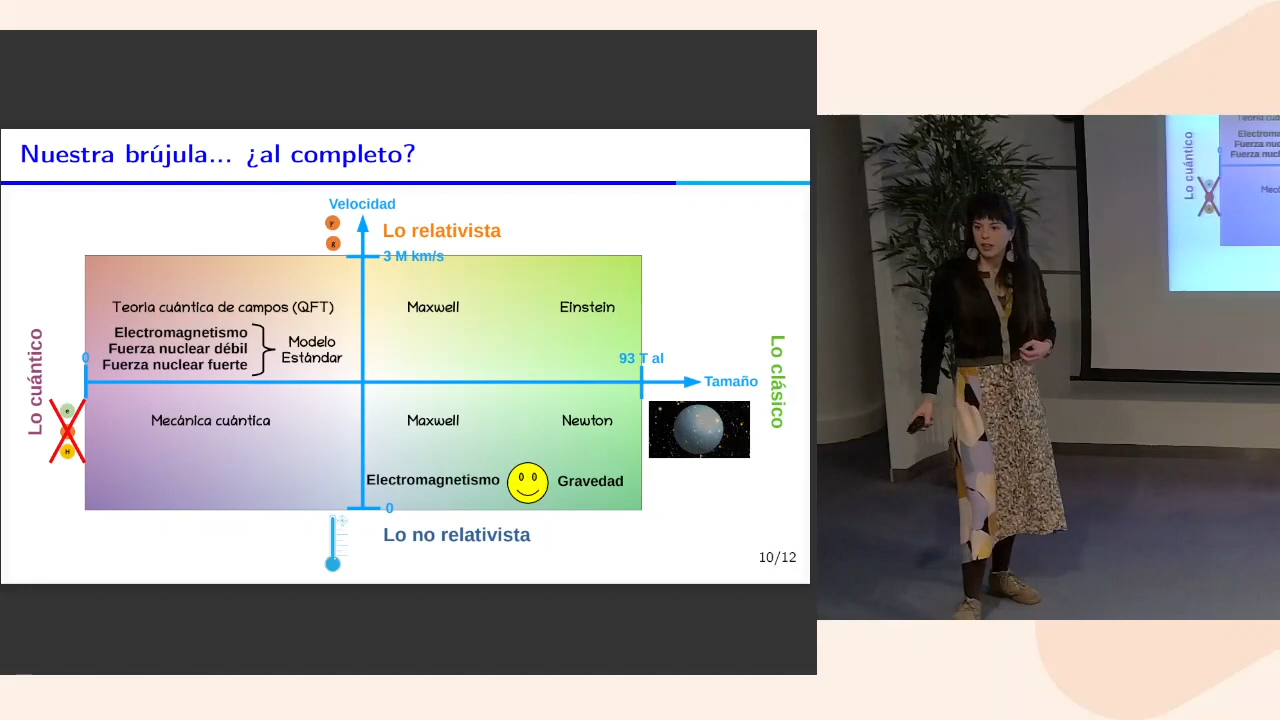 Nuestra brújula... ¿al completo?
Velocidad
Lo relativista
3 M km/s
Teoría cuántica de campos (QFT)
Maxwell
Einstein
Electromagnetismo
Fuerza nuclear débil
Fuerza nuclear fuerte
Modelo
Estándar
0
93 T al
Tamaño
Lo cuántico
Lo clásico
e
H
Mecánica cuántica
Maxwell
Newton
Electromagnetismo
Gravedad
0
Lo no relativista
10/12
Lo cuántico